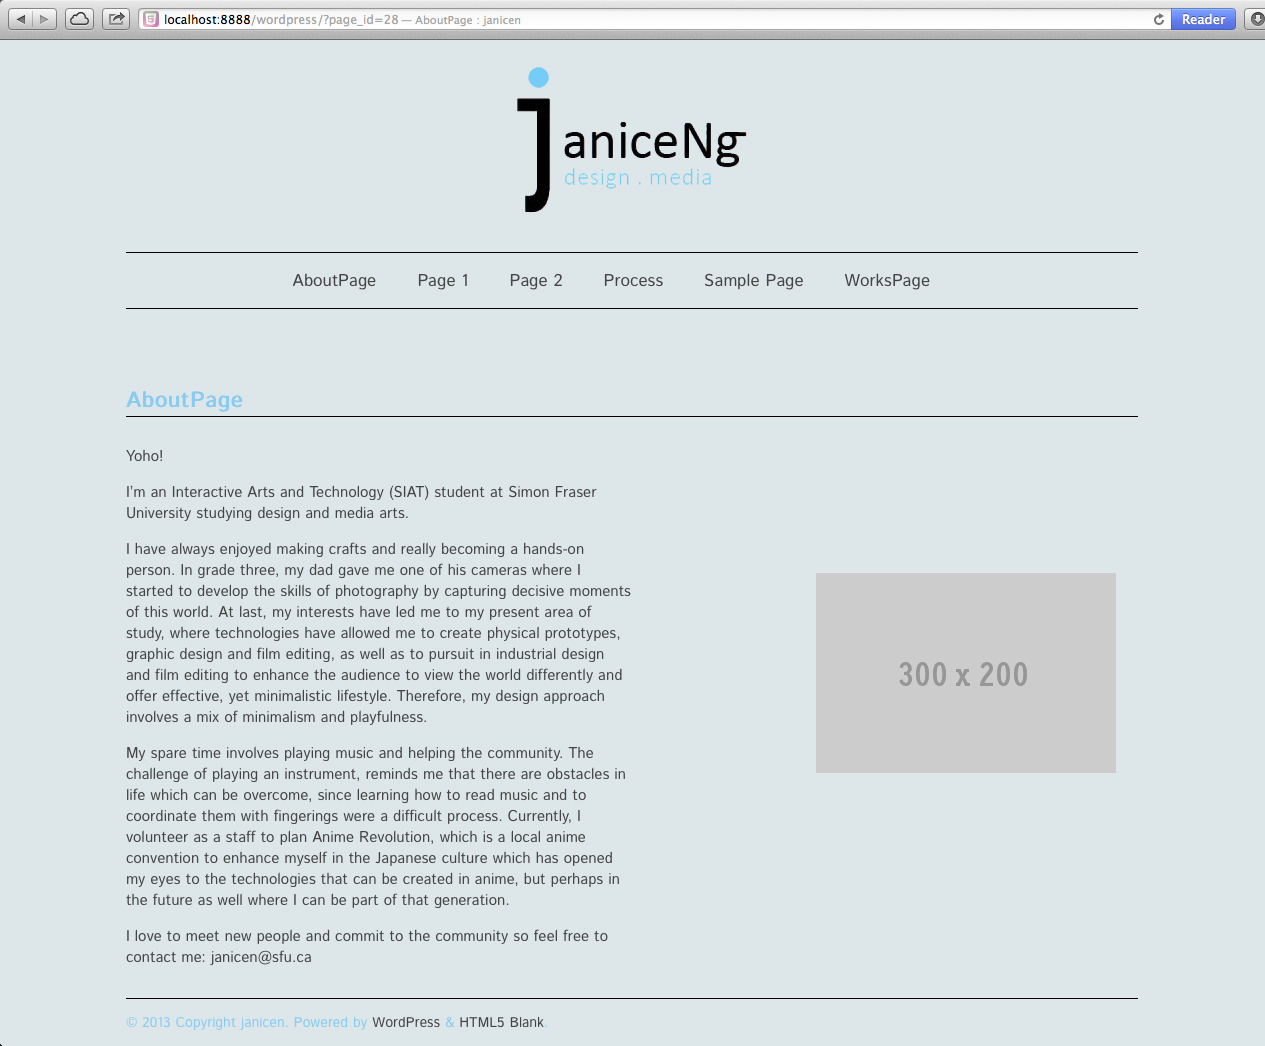 localhost:8888/wordpress/?page_id=28 — AboutPage : janicen
Reader
janiceNg
design . media
AboutPage Page 1 Page 2 Process Sample Page WorksPage
AboutPage
Yoho!
I'm an Interactive Arts and Technology (SIAT) student at Simon Fraser
University studying design and media arts.
I have always enjoyed making crafts and really becoming a hands-on
person. In grade three, my dad gave me one of his cameras where I
started to develop the skills of photography by capturing decisive moments
of this world. At last, my interests have led me to my present area of
study, where technologies have allowed me to create physical prototypes,
graphic design and film editing, as well as to pursuit in industrial design
and film editing to enhance the audience to view the world differently and
offer effective, yet minimalistic lifestyle. Therefore, my design approach
involves a mix of minimalism and playfulness.
300 x 200
My spare time involves playing music and helping the community. The
challenge of playing an instrument, reminds me that there are obstacles in
life which can be overcome, since learning how to read music and to
coordinate them with fingerings were a difficult process. Currently, I
volunteer as a staff to plan Anime Revolution, which is a local anime
convention to enhance myself in the Japanese culture which has opened
my eyes to the technologies that can be created in anime, but perhaps in
the future as well where I can be part of that generation.
I love to meet new people and commit to the community so feel free to
contact me: janicen@sfu.ca
© 2013 Copyright janicen. Powered by WordPress & HTML5 Blank.